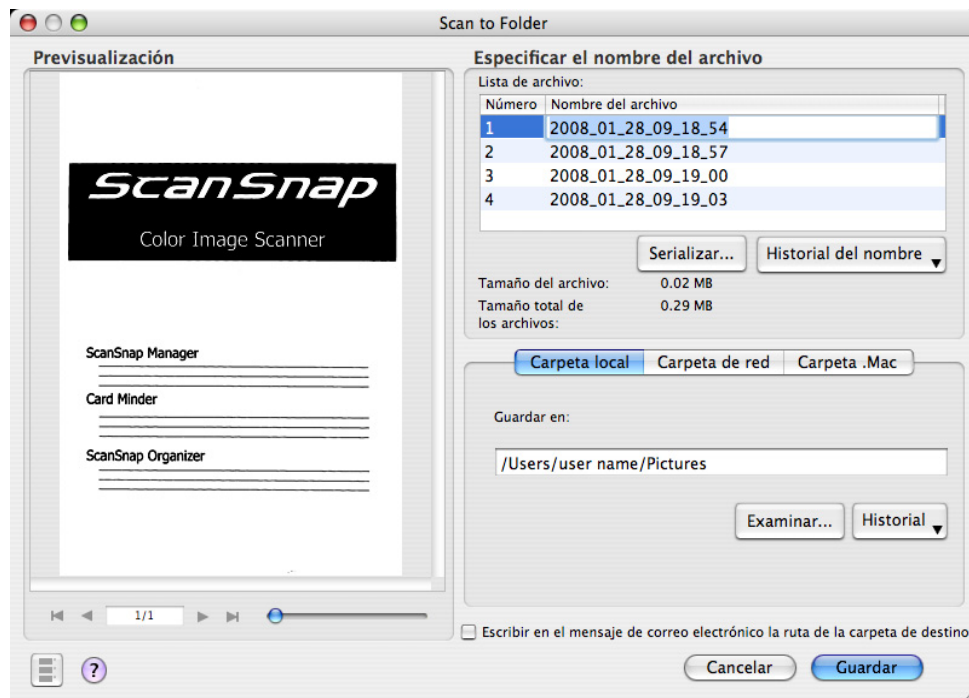 Scan to Folder
Previsualización
ScanSnap
Color Image Scanner
ScanSnap Manager
Card Minder
ScanSnap Organizer
1/1
?
Especificar el nombre del archivo
Lista de archivo:
Número Nombre del archivo
1 2008_01_28_09_18_54
2 2008_01_28_09_18_57
3 2008_01_28_09_19_00
4 2008_01_28_09_19_03
Serializar... Historial del nombre
Tamaño del archivo: 0.02 MB
Tamaño total de 0.29 MB
los archivos:
Carpeta local Carpeta de red Carpeta .Mac
Guardar en:
/Users/user name/Pictures
Examinar... Historial
Escribir en el mensaje de correo electrónico la ruta de la carpeta de destino
Cancelar Guardar